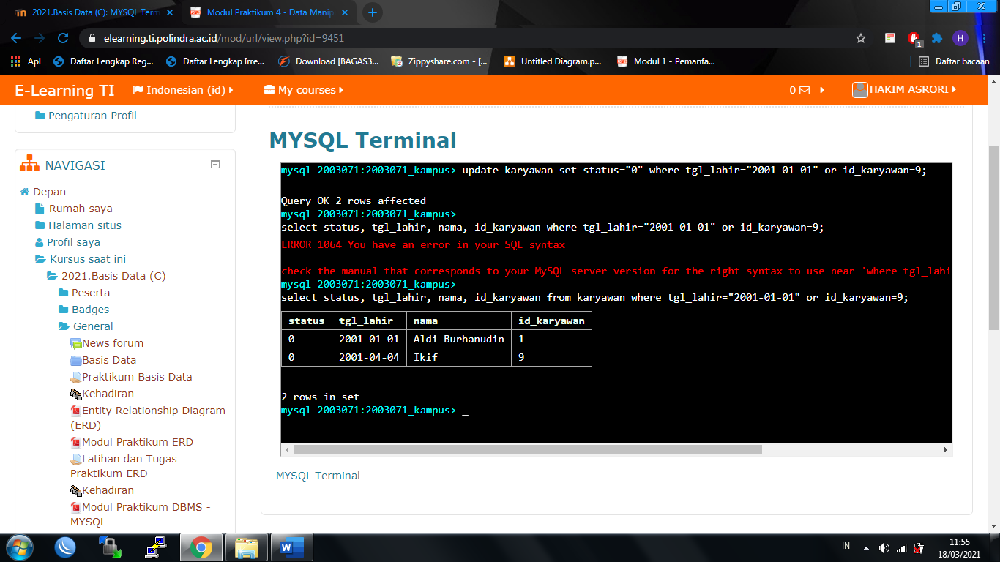 2021.Basis Data (C): MYSQL Term
Modul Praktikum 4 - Data Manip
elearning.ti.polindra.ac.id/mod/url/view.php?id=9451
1
H
Apl
Daftar Lengkap Reg...
Daftar Lengkap Irre...
Download [BAGAS3...
Zippyshare.com - [...
Untitled Diagram.p...
Modul 1 - Pemanfa...
Daftar bacaan
E-Learning TI
Indonesian (id)
My courses
0
HAKIM ASRORI
Pengaturan Profil
NAVIGASI
Depan
Rumah saya
Halaman situs
Profil saya
Kursus saat ini
2021.Basis Data (C)
Peserta
Badges
General
News forum
Basis Data
Praktikum Basis Data
Kehadiran
Entity Relationship Diagram
(ERD)
Modul Praktikum ERD
Latihan dan Tugas
Praktikum ERD
Kehadiran
Modul Praktikum DBMS -
MYSQL
MYSQL Terminal
mysql 2003071:2003071_kampus> update karyawan set status="0" where tgl_lahir="2001-01-01" or id_karyawan=9;
Query OK 2 rows affected
mysql 2003071:2003071_kampus>
select status, tgl_lahir, nama, id_karyawan where tgl_lahir="2001-01-01" or id_karyawan=9;
ERROR 1064 You have an error in your SQL syntax
check the manual that corresponds to your MySQL server version for the right syntax to use near 'where tgl_lahi
mysql 2003071:2003071_kampus>
select status, tgl_lahir, nama, id_karyawan from karyawan where tgl_lahir="2001-01-01" or id_karyawan=9;
status tgl_lahir nama id_karyawan
0 2001-01-01 Aldi Burhanudin 1
0 2001-04-04 Ikif 9
2 rows in set
mysql 2003071:2003071_kampus> _
MYSQL Terminal
IN
11:55
18/03/2021